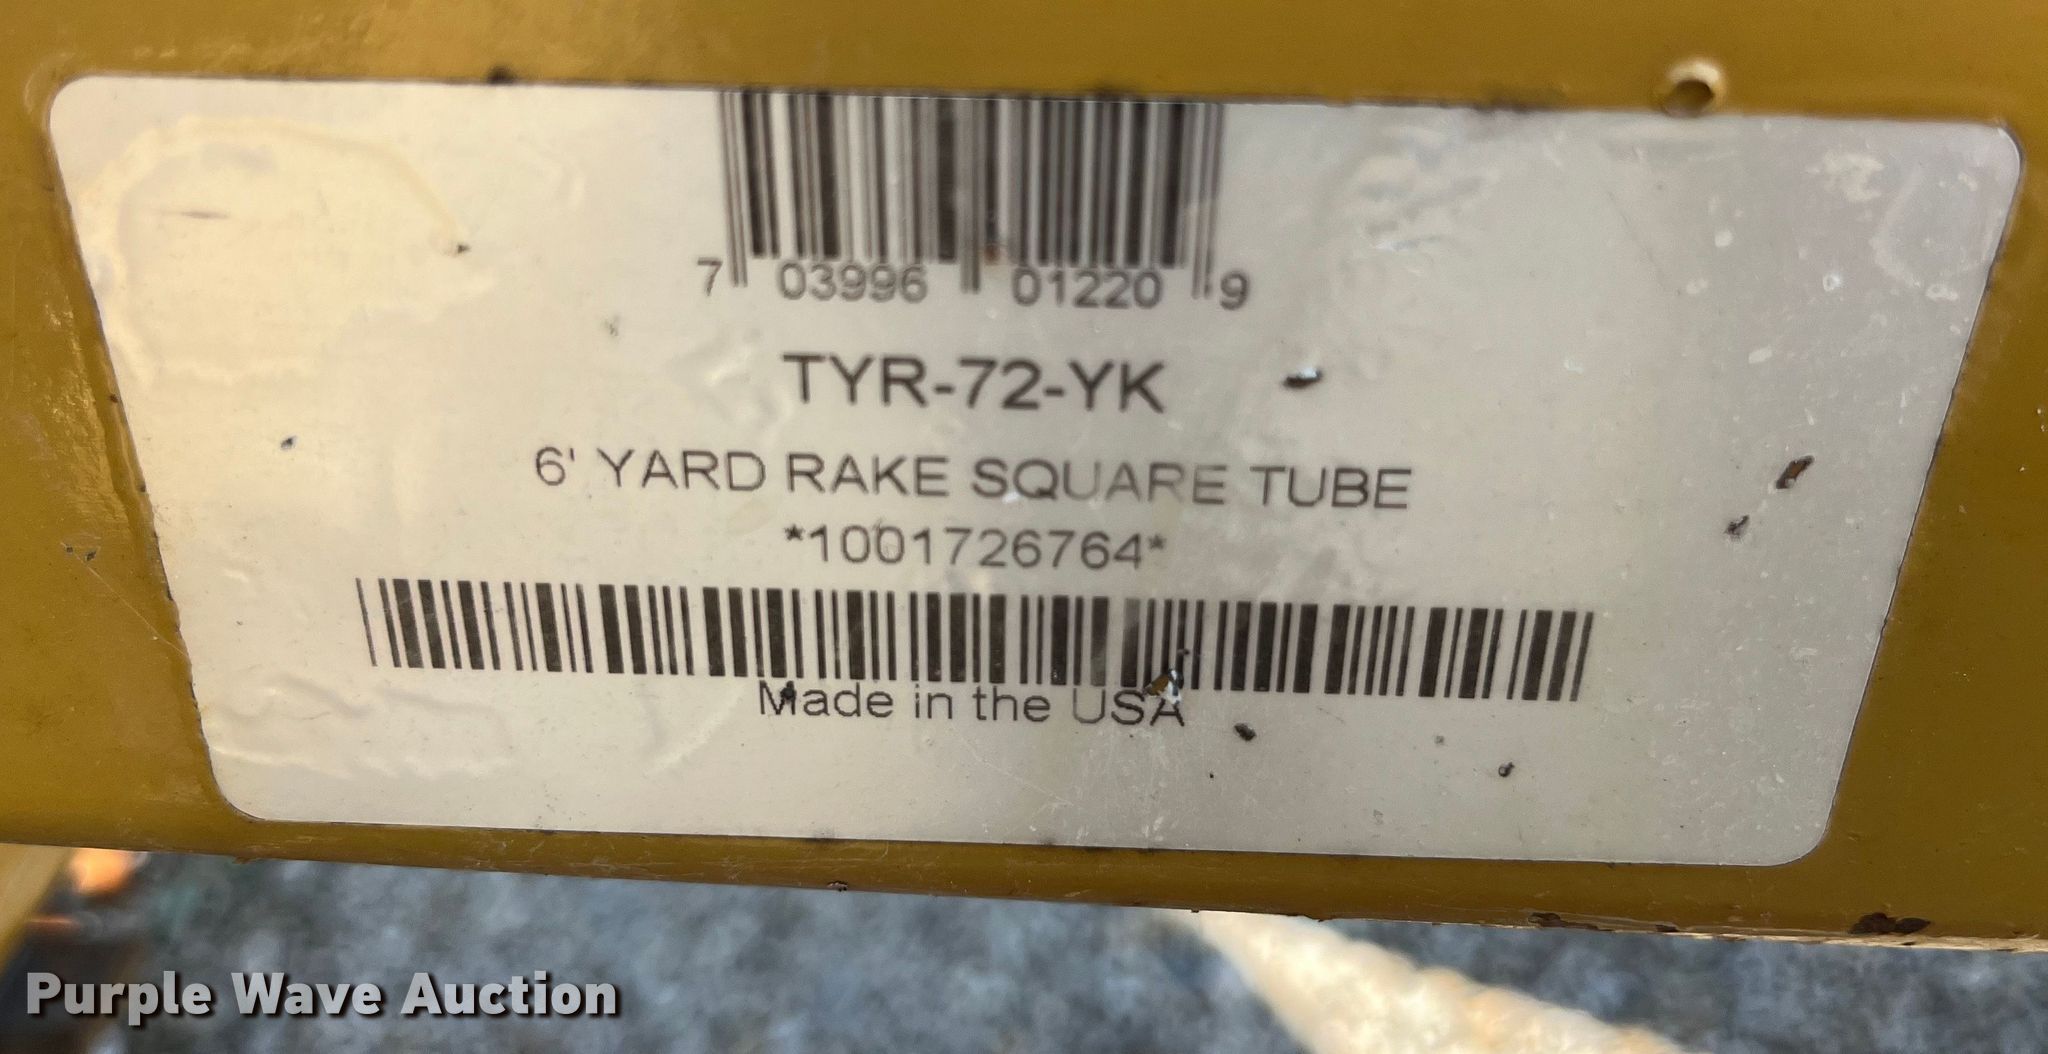 7 03996 01220 9
TYR-72-YK
6' YARD RAKE SQUARE TUBE
*1001726764*
Made in the USA
Purple Wave Auction